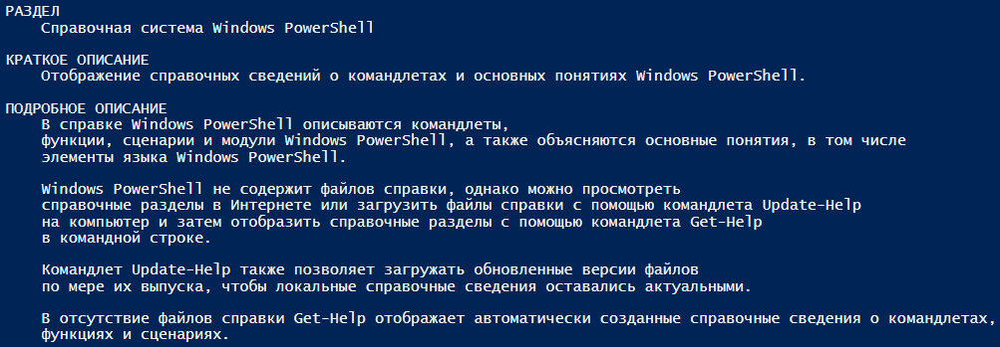 РАЗДЕЛ
Справочная система Windows PowerShell
КРАТКОЕ ОПИСАНИЕ
Отображение справочных сведений о командлетах и основных понятиях Windows PowerShell.
ПОДРОБНОЕ ОПИСАНИЕ
В справке Windows PowerShell описываются командлеты,
функции, сценарии и модули Windows PowerShell, а также объясняются основные понятия, в том числе
элементы языка Windows PowerShell.
Windows PowerShell не содержит файлов справки, однако можно просмотреть
справочные разделы в Интернете или загрузить файлы справки с помощью командлета Update-Help
на компьютер и затем отобразить справочные разделы с помощью командлета Get-Help
в командной строке.
Командлет Update-Help также позволяет загружать обновленные версии файлов
по мере их выпуска, чтобы локальные справочные сведения оставались актуальными.
В отсутствие файлов справки Get-Help отображает автоматически созданные справочные сведения о командлетах,
функциях и сценариях.